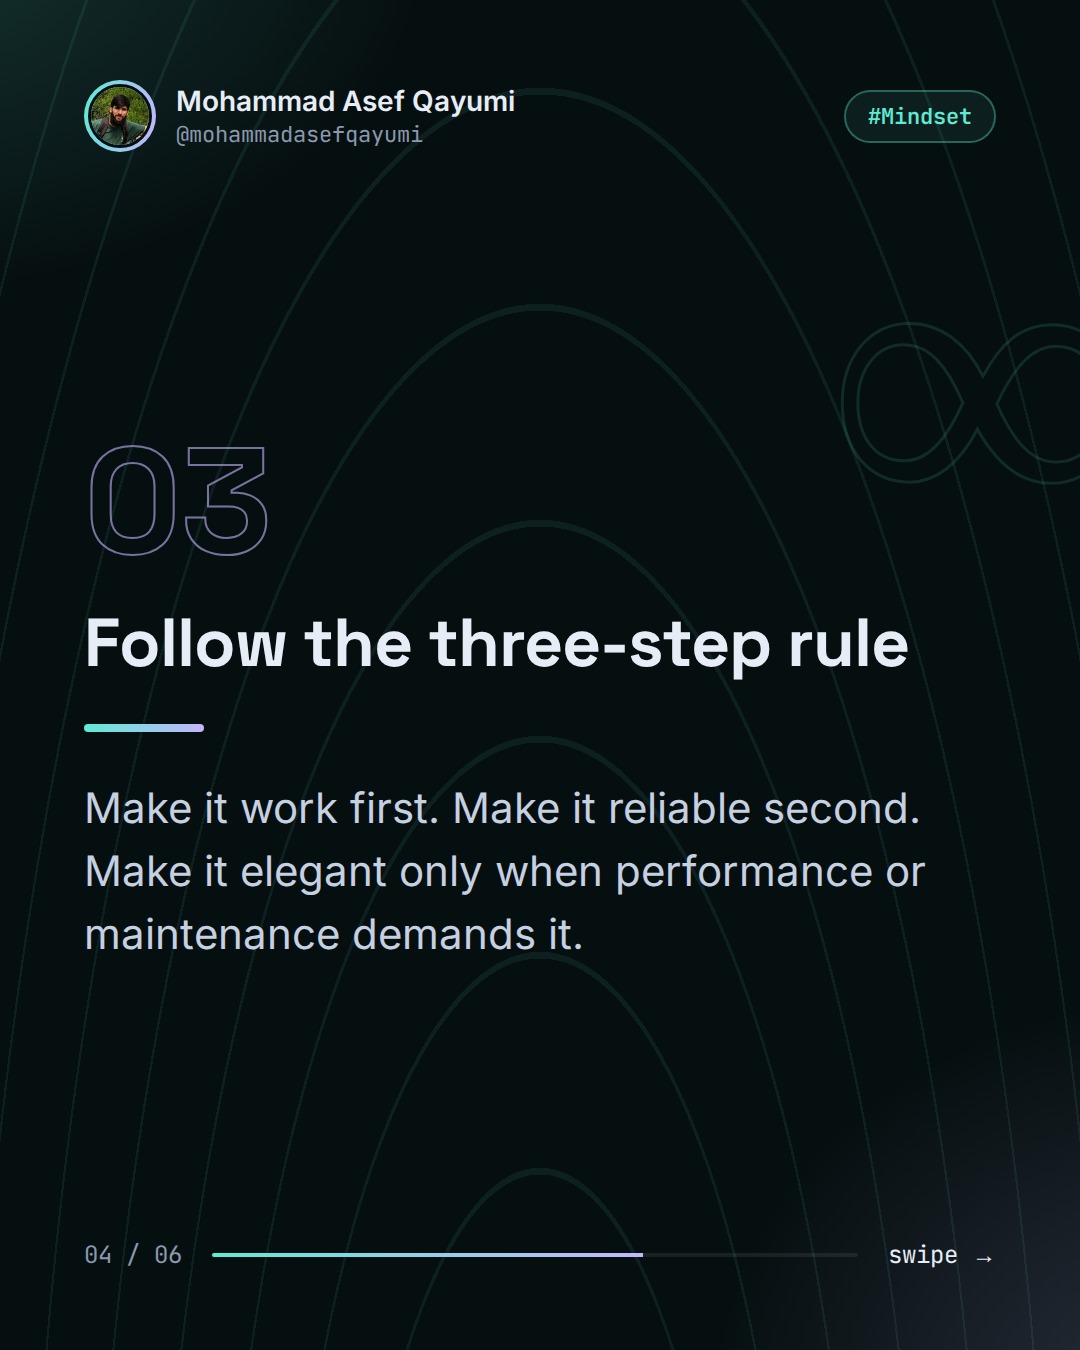 Mohammad Asef Qayumi
@mohammadasefqayumi
#Mindset
03
Follow the three-step rule
Make it work first. Make it reliable second.
Make it elegant only when performance or
maintenance demands it.
04 / 06
swipe →